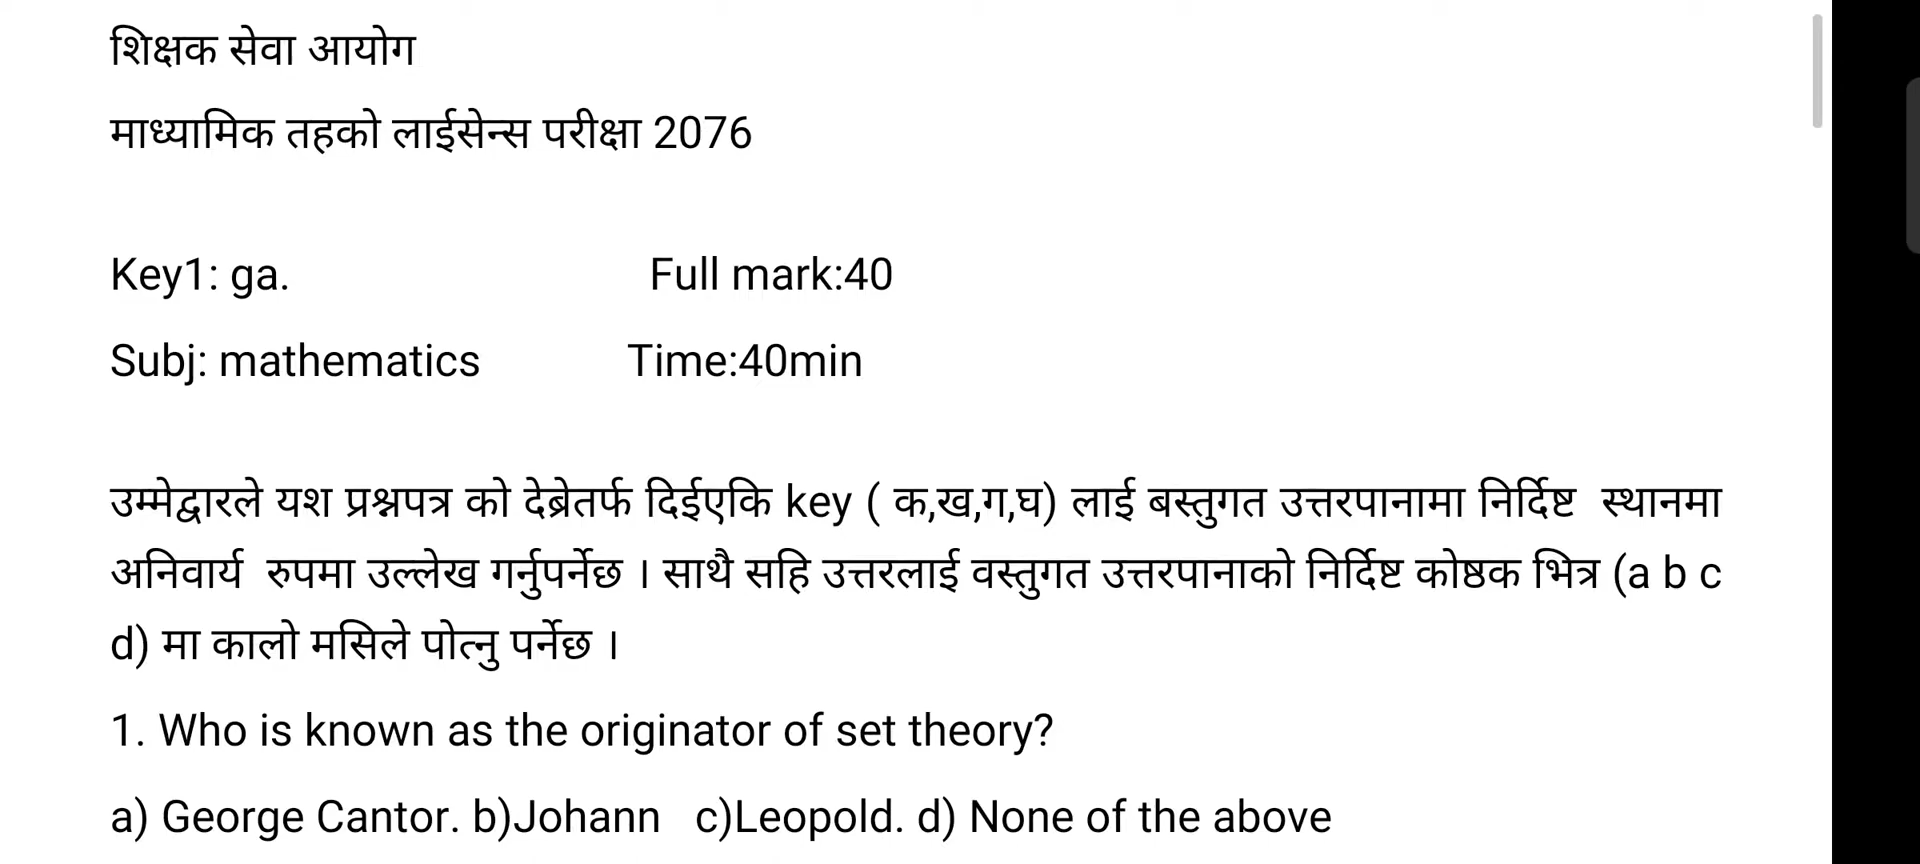 शिक्षक सेवा आयोग
माध्यामिक तहको लाईसेन्स परीक्षा 2076
Key1: ga. Full mark:40
Subj: mathematics Time:40min
उम्मेद्वारले यश प्रश्नपत्र को देब्रेतर्फ दिईएकि key ( क,ख,ग,घ) लाई बस्तुगत उत्तरपानामा निर्दिष्ट स्थानमा
अनिवार्य रुपमा उल्लेख गर्नुपर्नेछ । साथै सहि उत्तरलाई वस्तुगत उत्तरपानाको निर्दिष्ट कोष्ठक भित्र (a b c
d) मा कालो मसिले पोत्नु पर्नेछ ।
1. Who is known as the originator of set theory?
a) George Cantor. b)Johann c)Leopold. d) None of the above